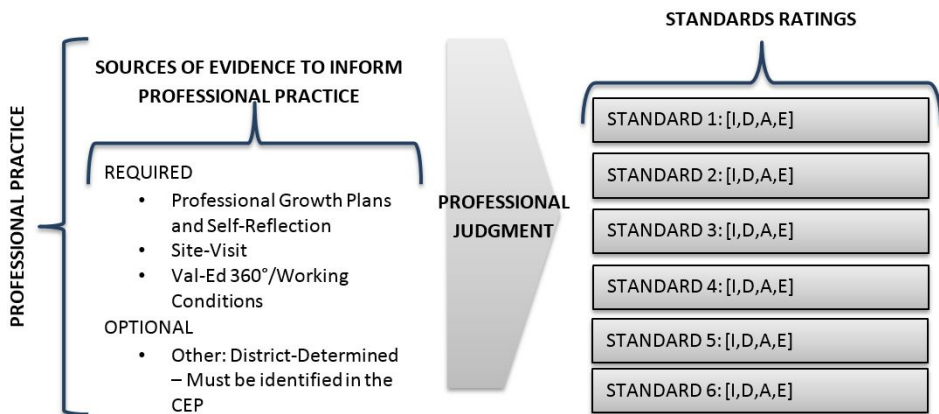 PROFESSIONAL PRACTICE
SOURCES OF EVIDENCE TO INFORM
PROFESSIONAL PRACTICE
REQUIRED
• Professional Growth Plans
and Self-Reflection
• Site-Visit
• Val-Ed 360°/Working
Conditions
OPTIONAL
• Other: District-Determined
– Must be identified in the
CEP
PROFESSIONAL
JUDGMENT
STANDARDS RATINGS
STANDARD 1: [I,D,A,E]
STANDARD 2: [I,D,A,E]
STANDARD 3: [I,D,A,E]
STANDARD 4: [I,D,A,E]
STANDARD 5: [I,D,A,E]
STANDARD 6: [I,D,A,E]